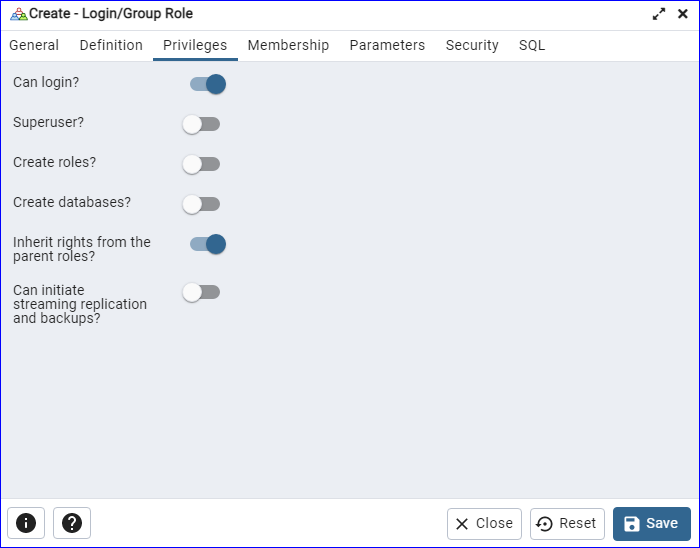 Create - Login/Group Role
General Definition Privileges Membership Parameters Security SQL
Can login?
Superuser?
Create roles?
Create databases?
Inherit rights from the
parent roles?
Can initiate
streaming replication
and backups?
Close Reset Save